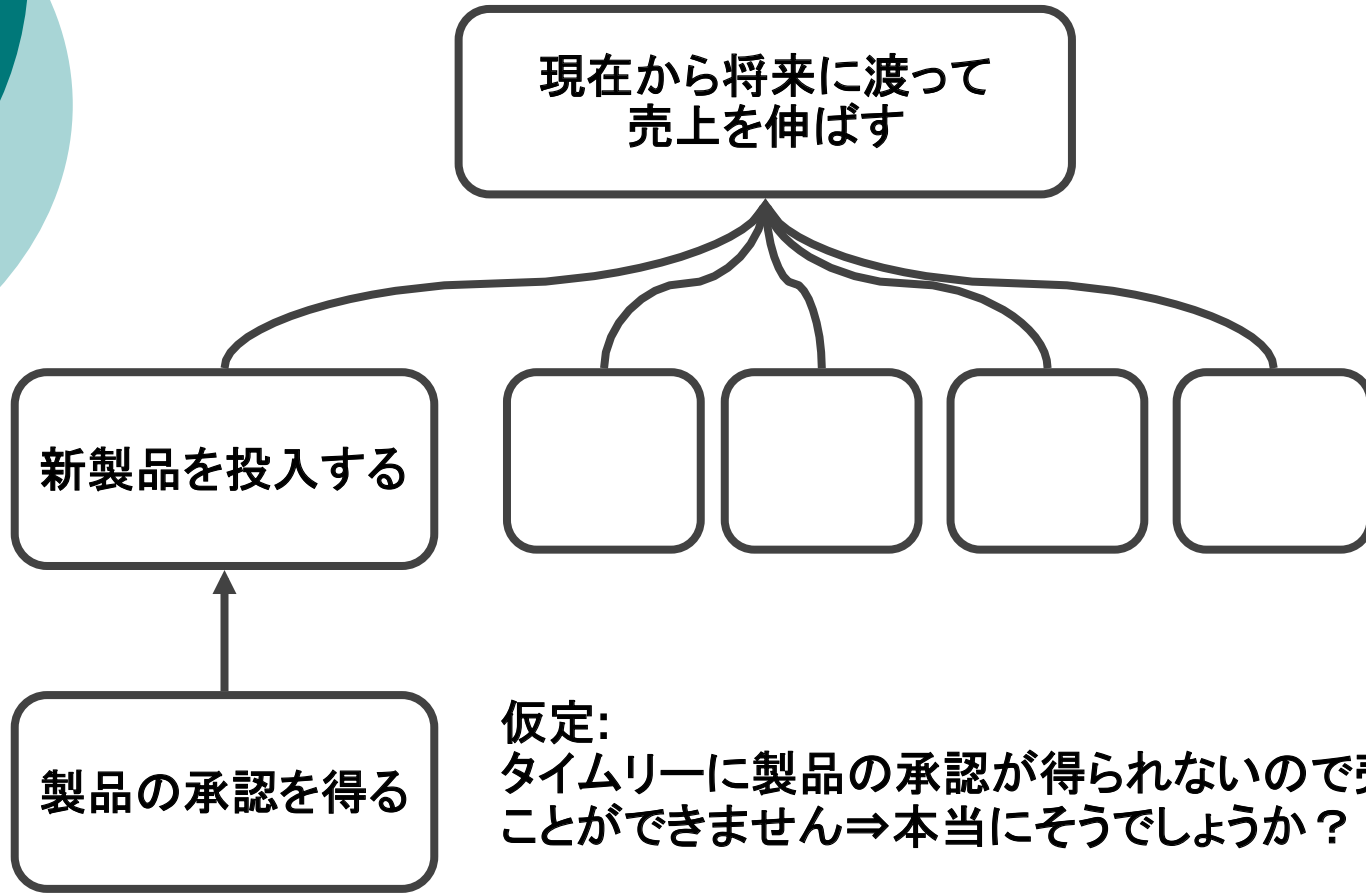 現在から将来に渡って
売上を伸ばす
新製品を投入する
製品の承認を得る
仮定:
タイムリーに製品の承認が得られないので売
ことができません⇒本当にそうでしょうか？